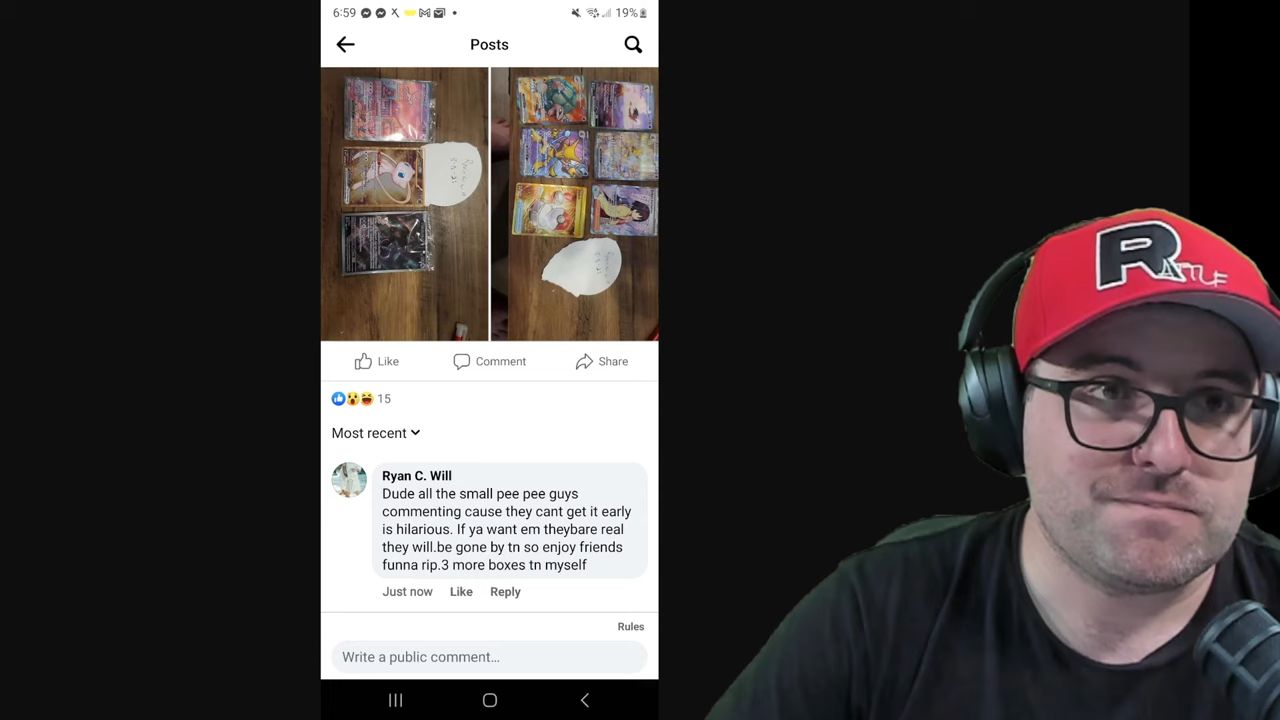 6:59
19%
Posts
Like
Comment
Share
15
Most recent
Ryan C. Will
Dude all the small pee pee guys
commenting cause they cant get it early
is hilarious. If ya want em theybare real
they will.be gone by tn so enjoy friends
funna rip.3 more boxes tn myself
Just now Like Reply
Rules
Write a public comment…
R